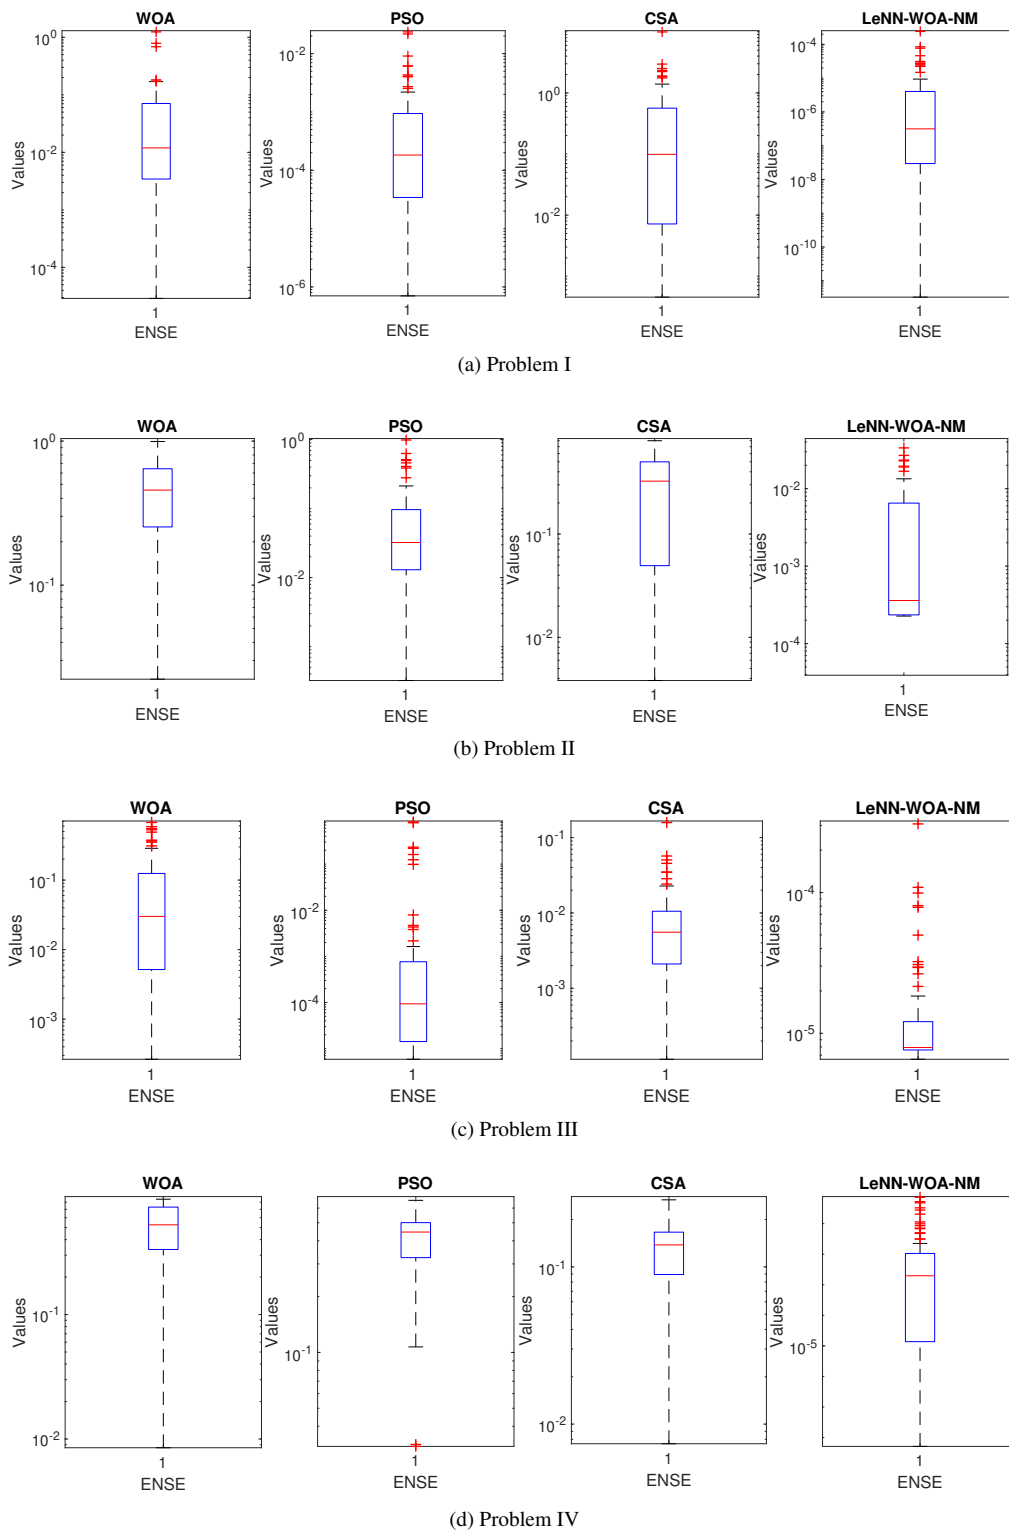 WOA PSO CSA LeNN-WOA-NM
10^0 10^-2 10^0 10^-4
10^-2 10^-4 10^-2 10^-6
10^-4 10^-6 10^-8
10^-10
Values Values Values Values
1 1 1 1
ENSE ENSE ENSE ENSE
(a) Problem I
WOA PSO CSA LeNN-WOA-NM
10^0 10^0 10^-1 10^-2
10^-1 10^-2 10^-2 10^-3
10^-4
Values Values Values Values
1 1 1 1
ENSE ENSE ENSE ENSE
(b) Problem II
WOA PSO CSA LeNN-WOA-NM
10^-1 10^-2 10^-1 10^-4
10^-2 10^-4 10^-2 10^-5
10^-3 10^-3
Values Values Values Values
1 1 1 1
ENSE ENSE ENSE ENSE
(c) Problem III
WOA PSO CSA LeNN-WOA-NM
10^-1 10^-1 10^-1 10^-5
10^-2 10^-2
Values Values Values Values
1 1 1 1
ENSE ENSE ENSE ENSE
(d) Problem IV